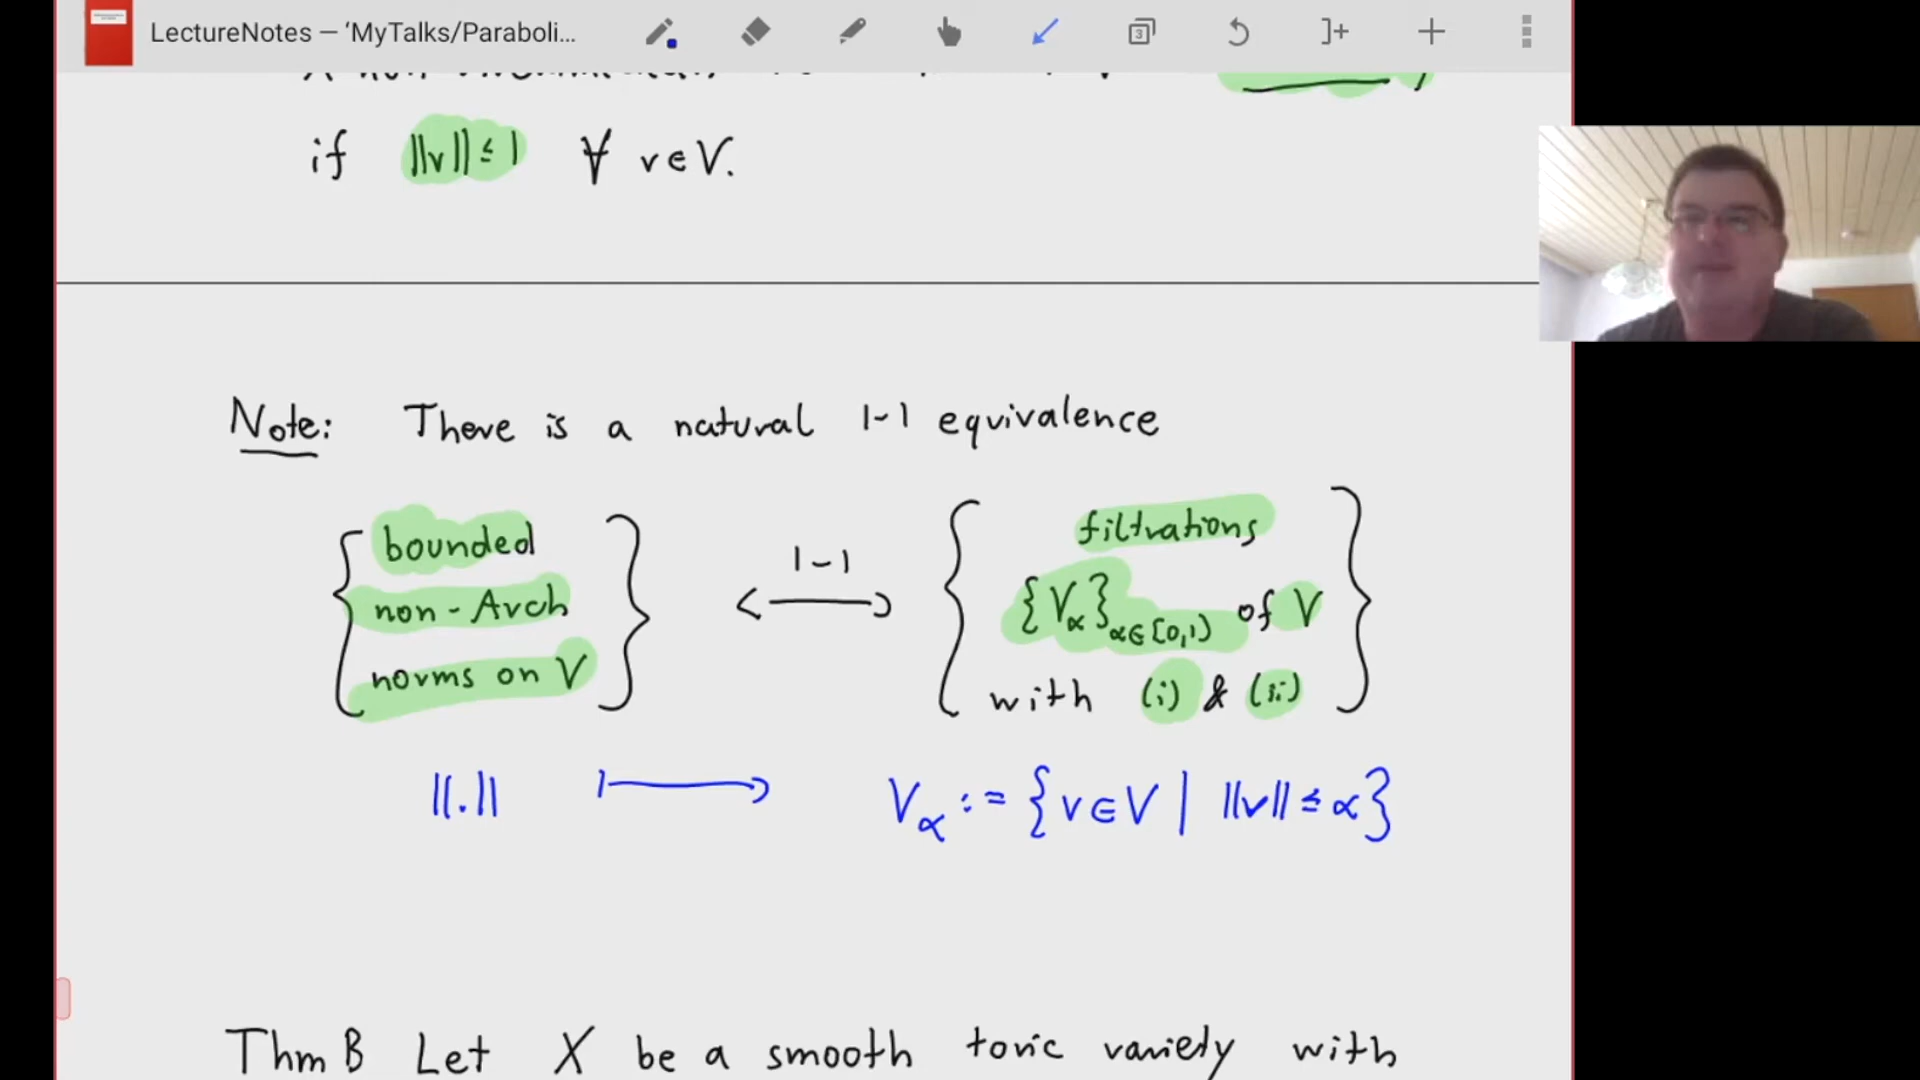 LectureNotes – ‘MyTalks/Paraboli...
3
if ||v|| ≤ 1 ∀ v∈V.
Note: There is a natural 1-1 equivalence
{ bounded non-Arch norms on V } <—1-1—> { filtrations {V_α}_{α∈[0,1)} of V with (i) & (ii) }
||.|| ↦ V_α := {v∈V | ||v|| ≤ α}
Thm B Let X be a smooth toric variety with